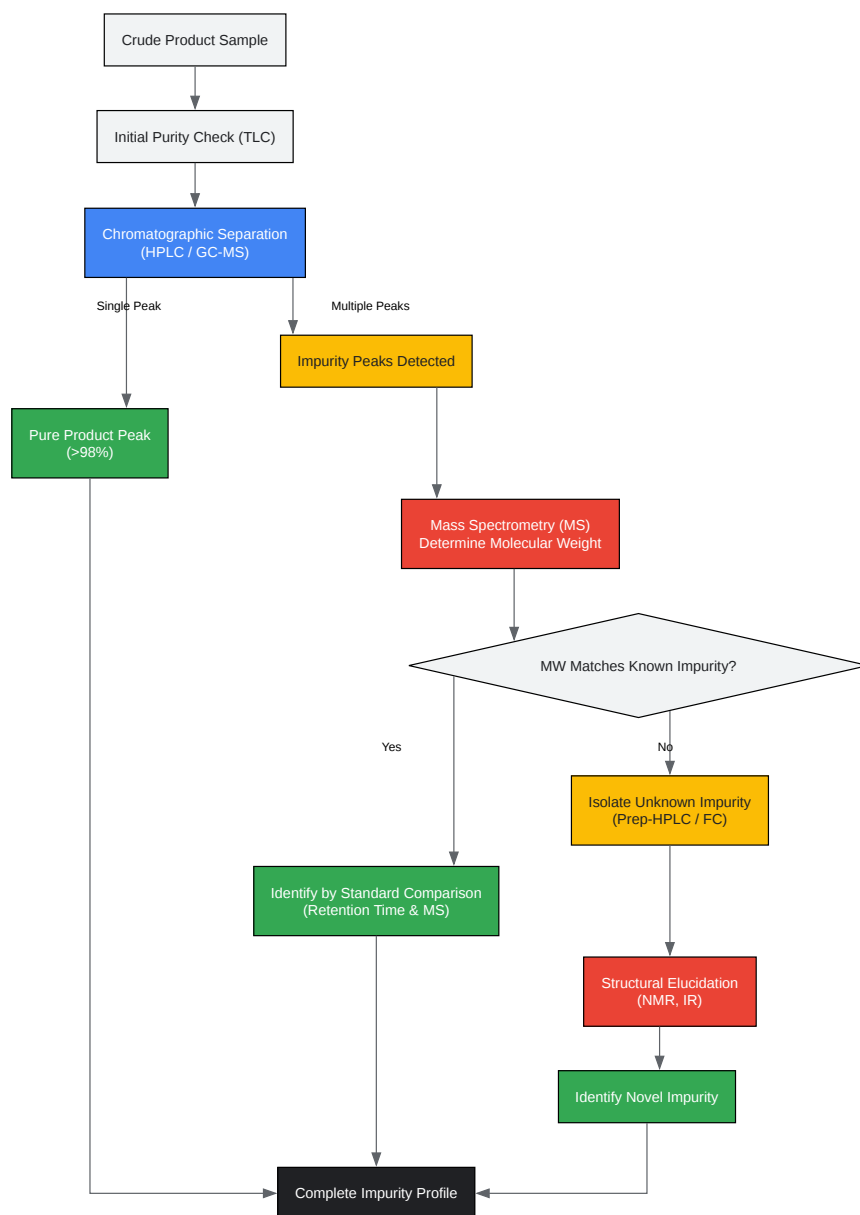 Crude Product Sample
Initial Purity Check (TLC)
Chromatographic Separation
(HPLC / GC-MS)
Single Peak
Multiple Peaks
Impurity Peaks Detected
Pure Product Peak
(>98%)
Mass Spectrometry (MS)
Determine Molecular Weight
MW Matches Known Impurity?
Yes
No
Isolate Unknown Impurity
(Prep-HPLC / FC)
Identify by Standard Comparison
(Retention Time & MS)
Structural Elucidation
(NMR, IR)
Identify Novel Impurity
Complete Impurity Profile